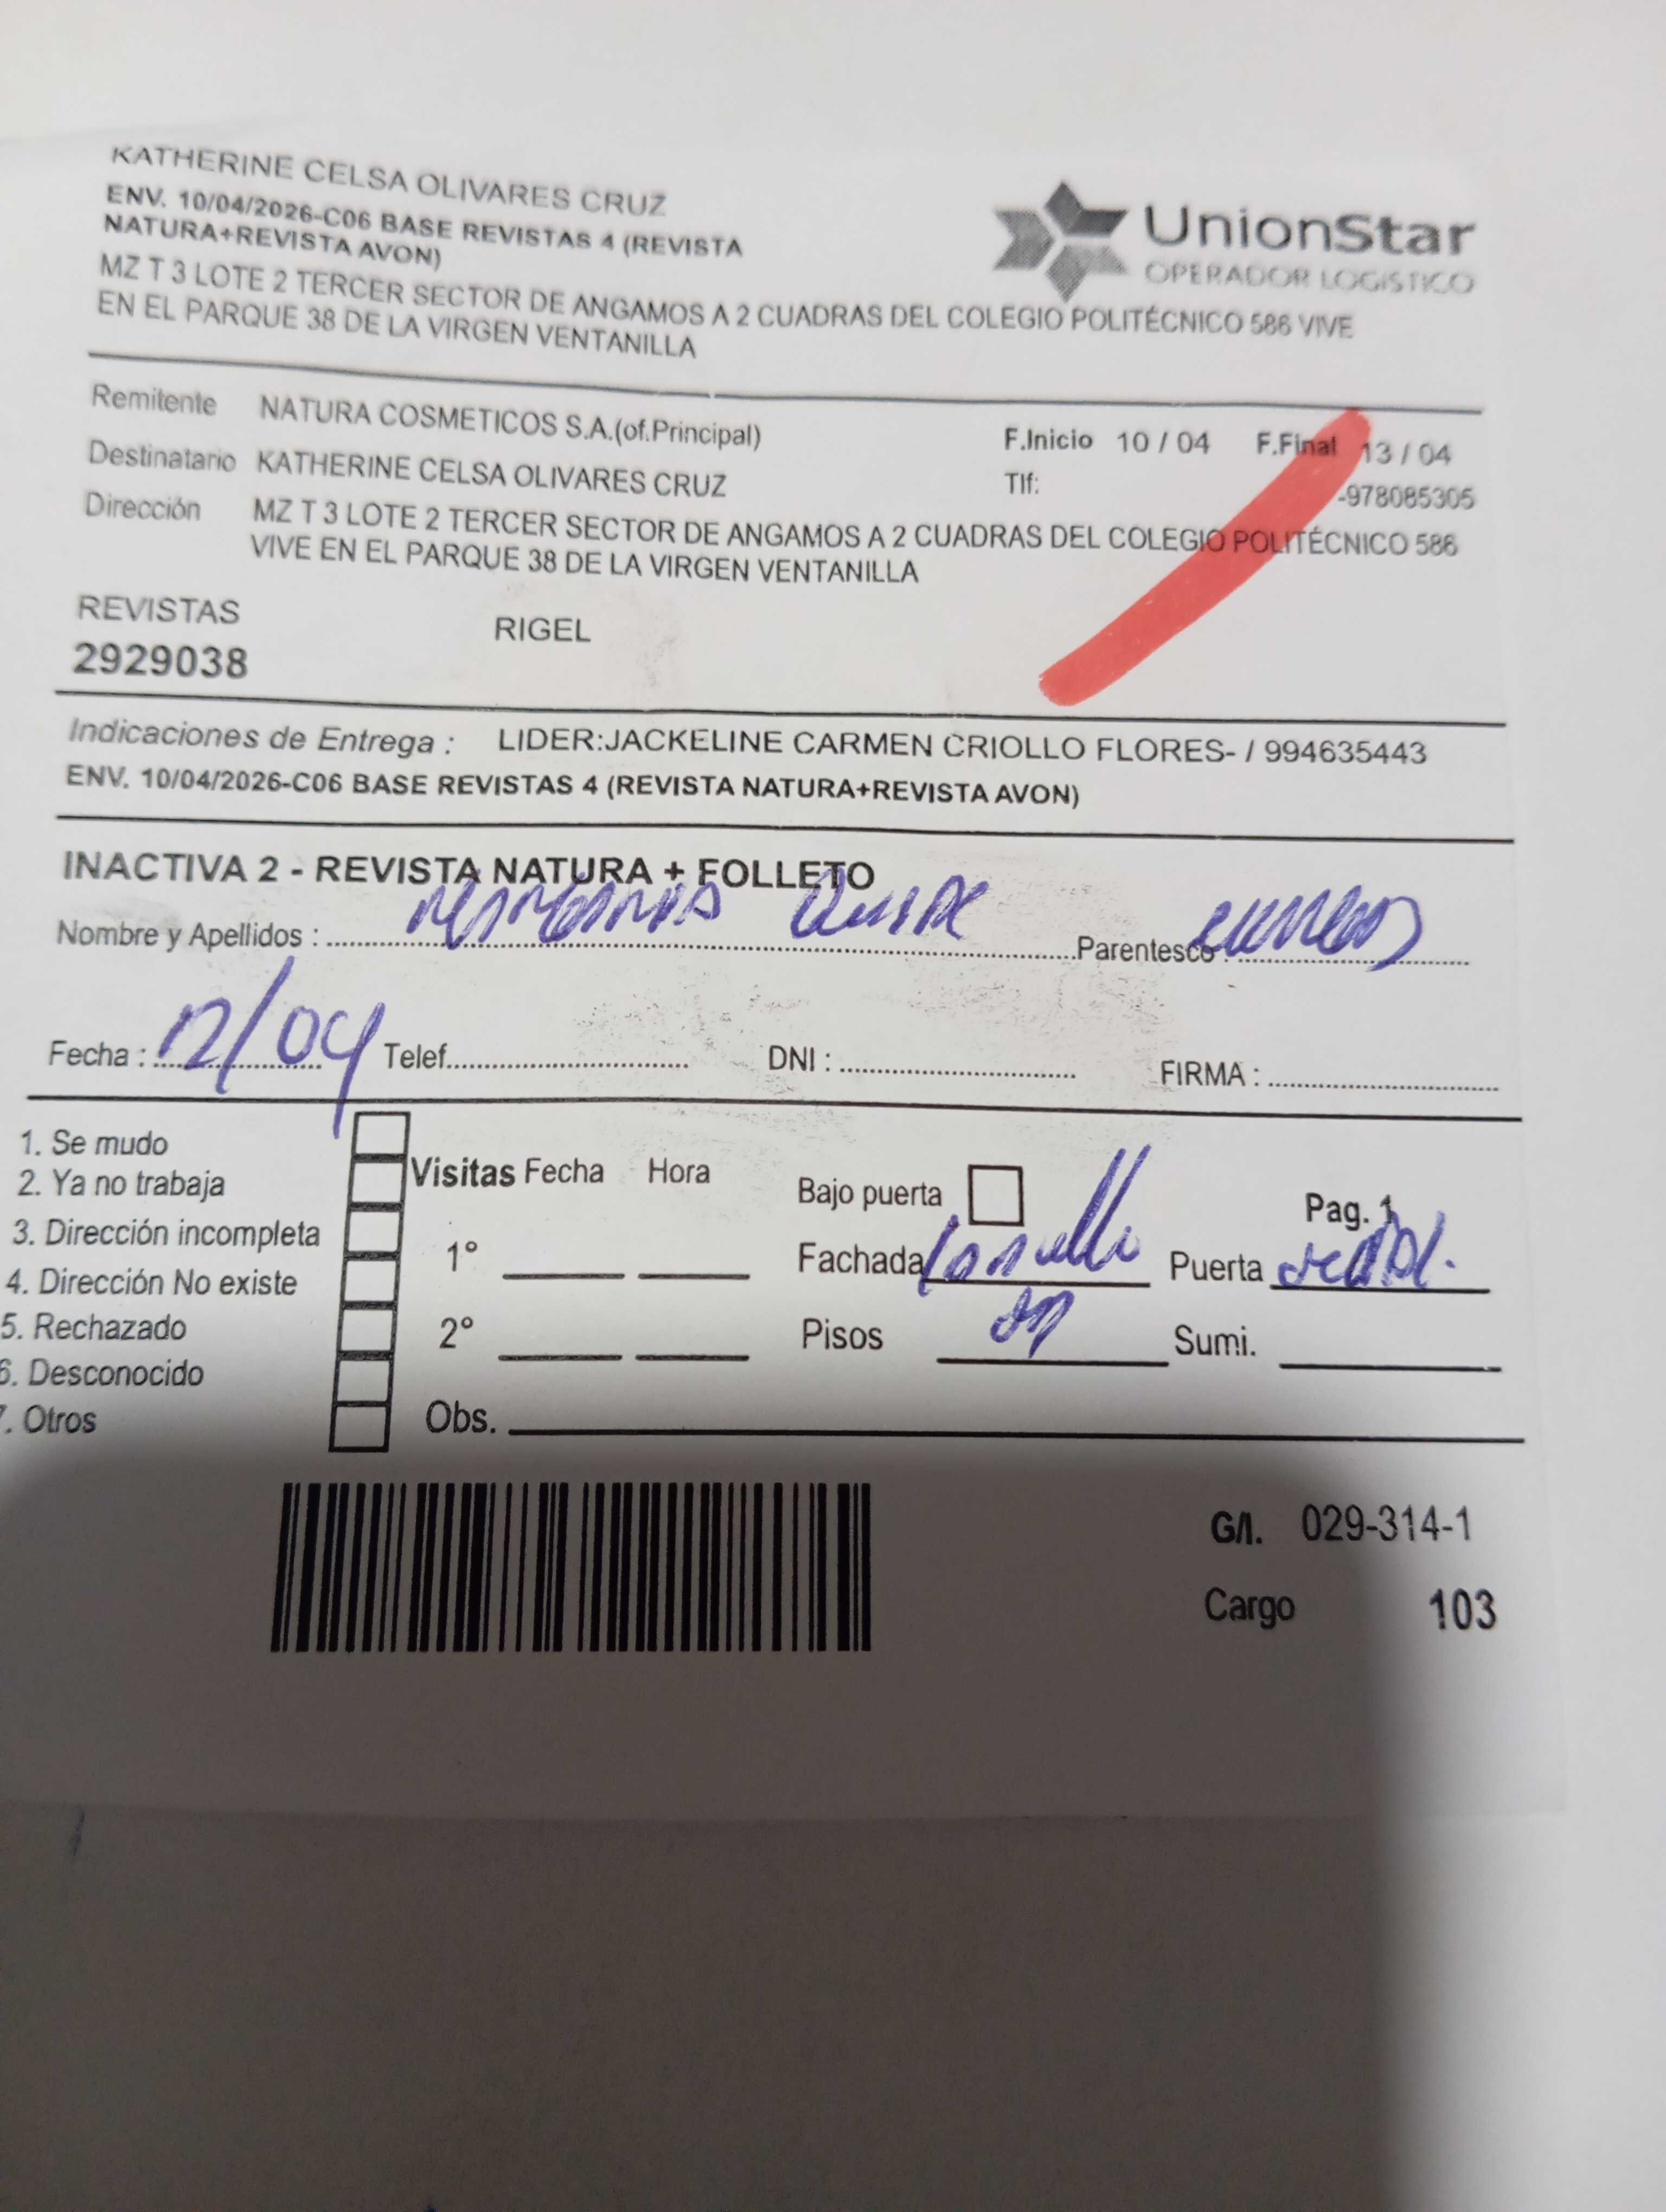 KATHERINE CELSA OLIVARES CRUZ
ENV. 10/04/2026-C06 BASE REVISTAS 4 (REVISTA
NATURA+REVISTA AVON)
MZ T 3 LOTE 2 TERCER SECTOR DE ANGAMOS A 2 CUADRAS DEL COLEGIO POLITÉCNICO 586 VIVE
EN EL PARQUE 38 DE LA VIRGEN VENTANILLA
UnionStar
OPERADOR LOGISTICO
Remitente NATURA COSMETICOS S.A.(of.Principal)
F.Inicio 10 / 04 F.Final 13 / 04
Destinatario KATHERINE CELSA OLIVARES CRUZ
Tlf: -978085305
Dirección MZ T 3 LOTE 2 TERCER SECTOR DE ANGAMOS A 2 CUADRAS DEL COLEGIO POLITÉCNICO 586
VIVE EN EL PARQUE 38 DE LA VIRGEN VENTANILLA
REVISTAS RIGEL
2929038
Indicaciones de Entrega : LIDER:JACKELINE CARMEN CRIOLLO FLORES- / 994635443
ENV. 10/04/2026-C06 BASE REVISTAS 4 (REVISTA NATURA+REVISTA AVON)
INACTIVA 2 - REVISTA NATURA + FOLLETO
Nombre y Apellidos : Parentesco :
Fecha : 12/04 Telef. DNI : FIRMA :
1. Se mudo
2. Ya no trabaja
3. Dirección incompleta
4. Dirección No existe
5. Rechazado
6. Desconocido
7. Otros
Visitas Fecha Hora
1°
2°
Obs.
Bajo puerta Pag. 1
Fachada Puerta
Pisos Sumi.
G/I. 029-314-1
Cargo 103